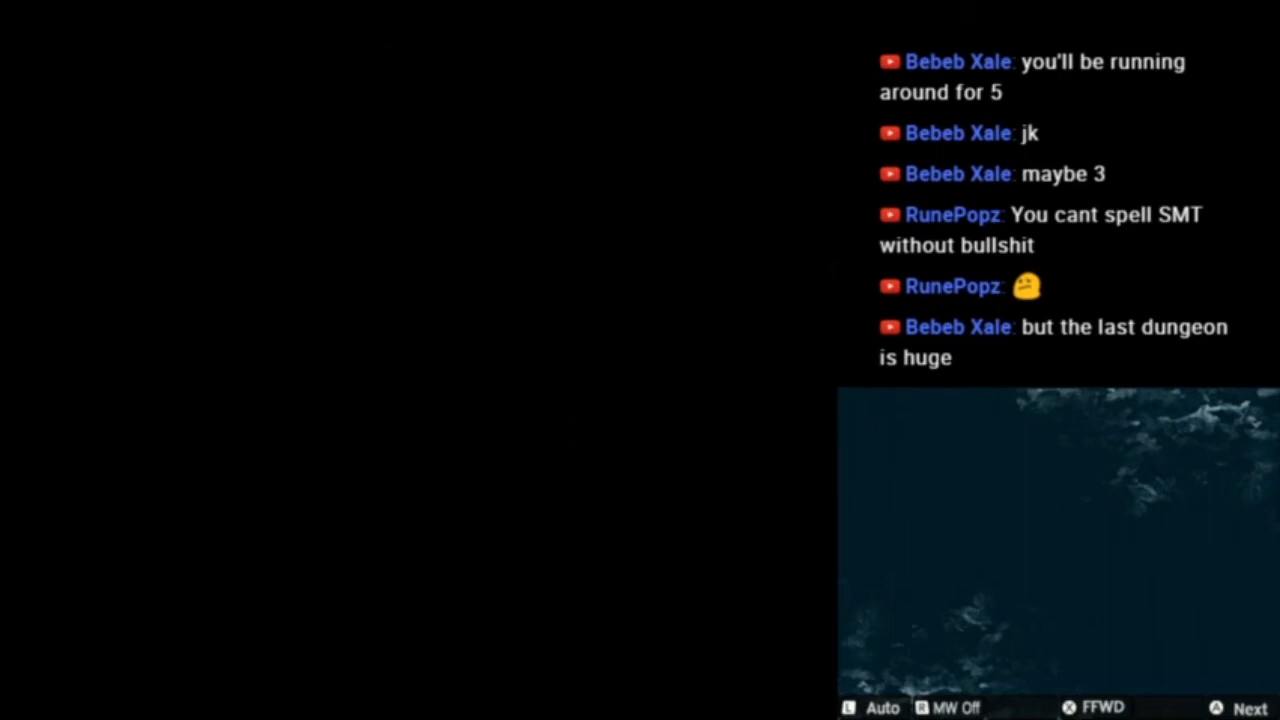 Bebeb Xale: you'll be running
around for 5
Bebeb Xale: jk
Bebeb Xale: maybe 3
RunePopz: You cant spell SMT
without bullshit
RunePopz: 🤨
Bebeb Xale: but the last dungeon
is huge
L Auto R MW Off X FFWD A Next